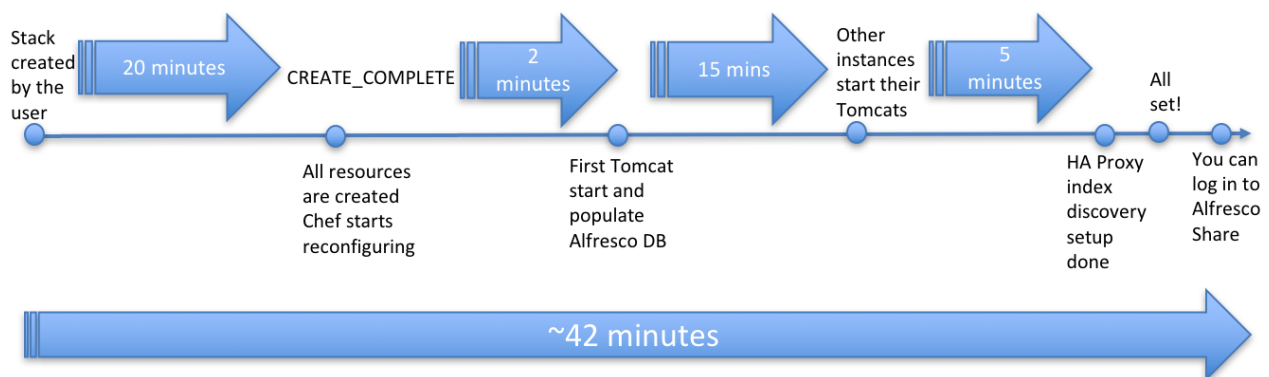 Stack
created
by the
user
20 minutes
CREATE_COMPLETE
2
minutes
15 mins
Other
instances
start their
Tomcats
5
minutes
All
set!
All resources
are created
Chef starts
reconfiguring
First Tomcat
start and
populate
Alfresco DB
HA Proxy
index
discovery
setup
done
You can
log in to
Alfresco
Share
~42 minutes